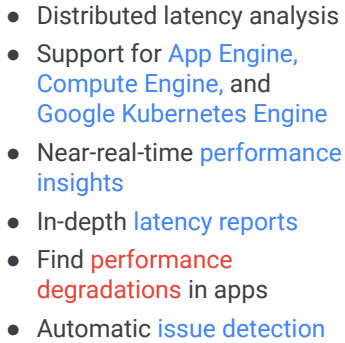 ● Distributed latency analysis
● Support for App Engine,
Compute Engine, and
Google Kubernetes Engine
● Near-real-time performance
insights
● In-depth latency reports
● Find performance
degradations in apps
● Automatic issue detection